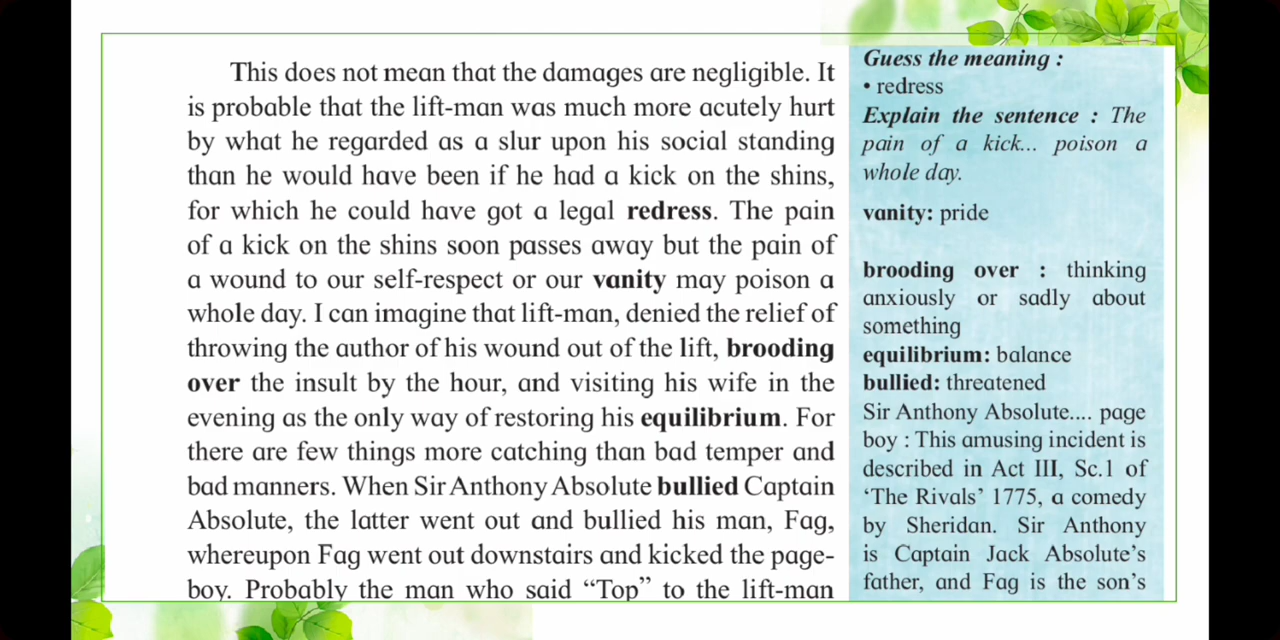 This does not mean that the damages are negligible. It
is probable that the lift-man was much more acutely hurt
by what he regarded as a slur upon his social standing
than he would have been if he had a kick on the shins,
for which he could have got a legal redress. The pain
of a kick on the shins soon passes away but the pain of
a wound to our self-respect or our vanity may poison a
whole day. I can imagine that lift-man, denied the relief of
throwing the author of his wound out of the lift, brooding
over the insult by the hour, and visiting his wife in the
evening as the only way of restoring his equilibrium. For
there are few things more catching than bad temper and
bad manners. When Sir Anthony Absolute bullied Captain
Absolute, the latter went out and bullied his man, Fag,
whereupon Fag went out downstairs and kicked the page-
boy. Probably the man who said “Top” to the lift-man
Guess the meaning :
• redress
Explain the sentence : The
pain of a kick... poison a
whole day.
vanity: pride
brooding over : thinking
anxiously or sadly about
something
equilibrium: balance
bullied: threatened
Sir Anthony Absolute.... page
boy : This amusing incident is
described in Act III, Sc.1 of
‘The Rivals’ 1775, a comedy
by Sheridan. Sir Anthony
is Captain Jack Absolute’s
father, and Fag is the son’s